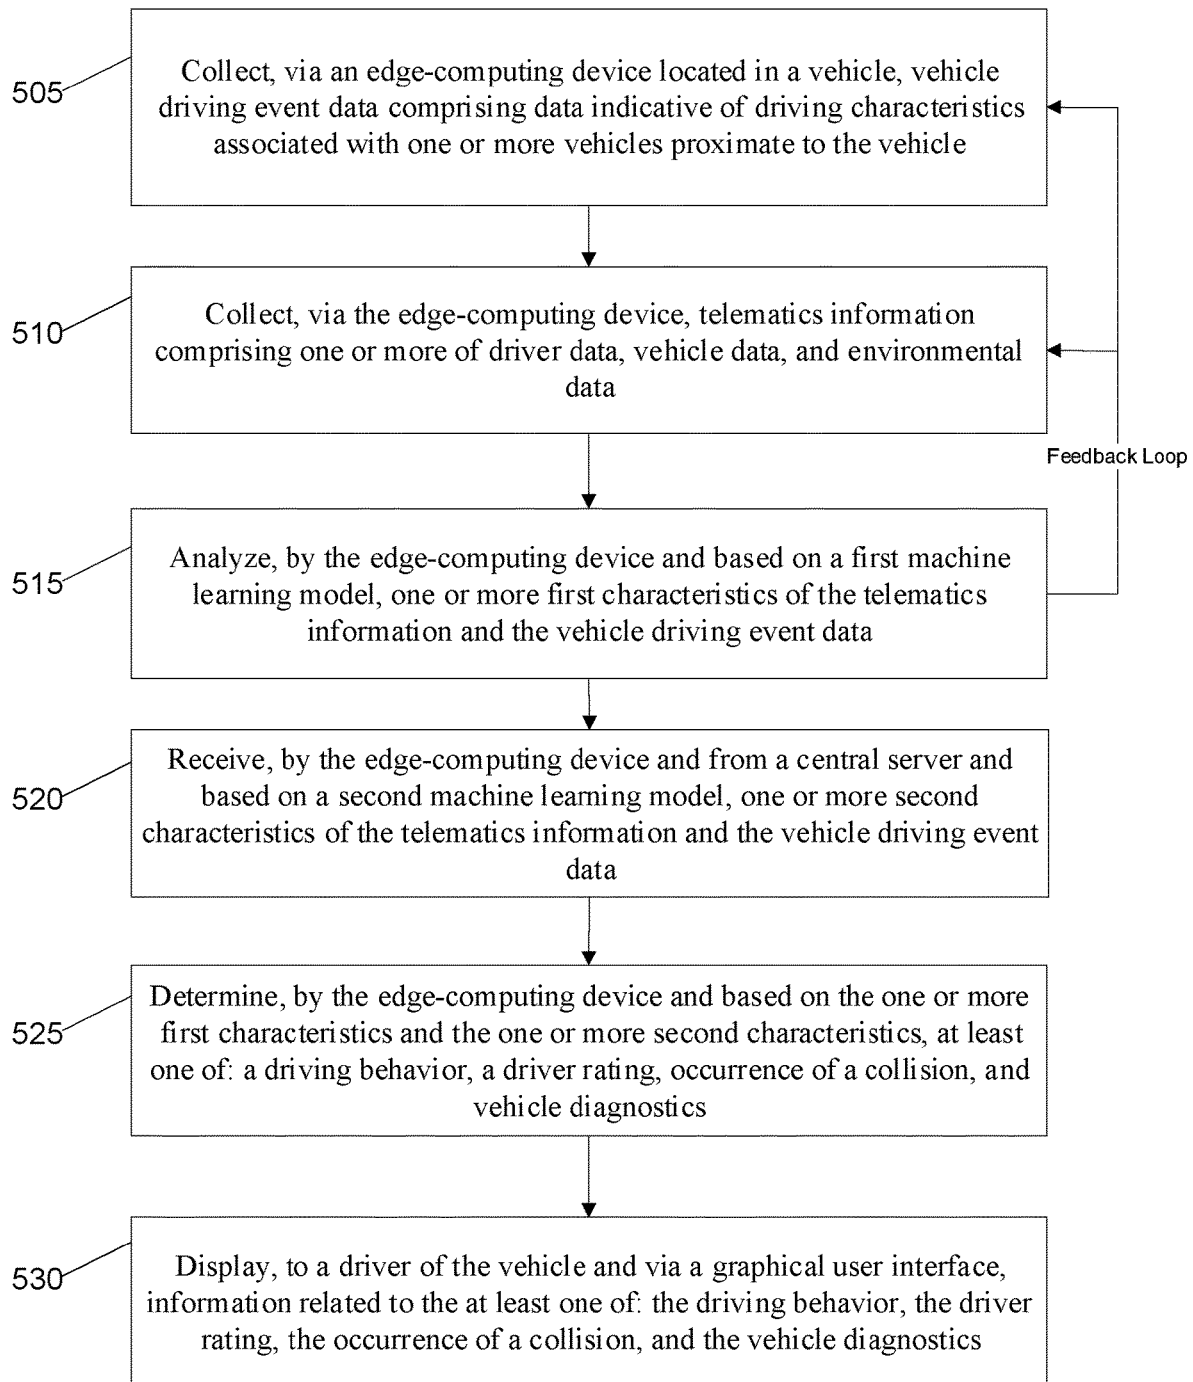 505
Collect, via an edge-computing device located in a vehicle, vehicle
driving event data comprising data indicative of driving characteristics
associated with one or more vehicles proximate to the vehicle
510
Collect, via the edge-computing device, telematics information
comprising one or more of driver data, vehicle data, and environmental
data
Feedback Loop
515
Analyze, by the edge-computing device and based on a first machine
learning model, one or more first characteristics of the telematics
information and the vehicle driving event data
520
Receive, by the edge-computing device and from a central server and
based on a second machine learning model, one or more second
characteristics of the telematics information and the vehicle driving event
data
525
Determine, by the edge-computing device and based on the one or more
first characteristics and the one or more second characteristics, at least
one of: a driving behavior, a driver rating, occurrence of a collision, and
vehicle diagnostics
530
Display, to a driver of the vehicle and via a graphical user interface,
information related to the at least one of: the driving behavior, the driver
rating, the occurrence of a collision, and the vehicle diagnostics